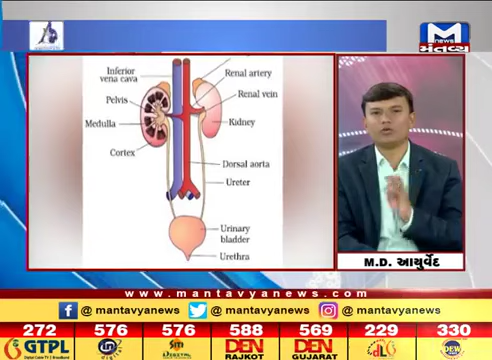 M
news
મંતવ્ય
Inferior
vena cava
Renal artery
Renal vein
Pelvis
Medulla
Kidney
Cortex
Dorsal aorta
Ureter
Urinary
bladder
Urethra
M.D. આયુર્વેદ
www.mantavyanews.com
@ mantavyanews @ mantavyanews @ mantavyanews
272 576 576 588 569 229 330
GTPL DEN DEN
RAJKOT GUJARAT